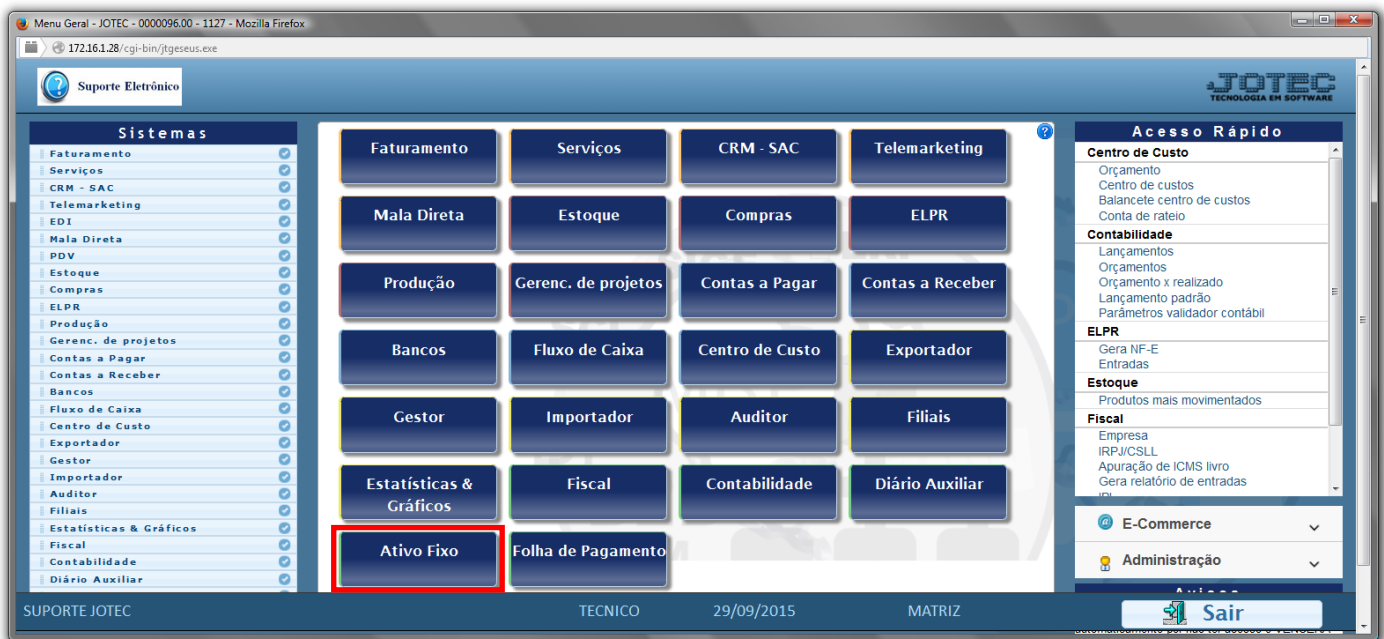 Menu Geral - JOTEC - 0000096.00 - 1127 - Mozilla Firefox
172.16.1.28/cgi-bin/jtgeseus.exe
Suporte Eletrônico
JOTEC
TECNOLOGIA EM SOFTWARE
Sistemas
Faturamento
Serviços
CRM - SAC
Telemarketing
EDI
Mala Direta
PDV
Estoque
Compras
ELPR
Produção
Gerenc. de projetos
Contas a Pagar
Contas a Receber
Bancos
Fluxo de Caixa
Centro de Custo
Exportador
Gestor
Importador
Auditor
Filiais
Estatísticas & Gráficos
Fiscal
Contabilidade
Diário Auxiliar
Faturamento
Serviços
CRM - SAC
Telemarketing
Mala Direta
Estoque
Compras
ELPR
Produção
Gerenc. de projetos
Contas a Pagar
Contas a Receber
Bancos
Fluxo de Caixa
Centro de Custo
Exportador
Gestor
Importador
Auditor
Filiais
Estatísticas &
Gráficos
Fiscal
Contabilidade
Diário Auxiliar
Ativo Fixo
Folha de Pagamento
Acesso Rápido
Centro de Custo
Orçamento
Centro de custos
Balancete centro de custos
Conta de rateio
Contabilidade
Lançamentos
Orçamentos
Orçamento x realizado
Lançamento padrão
Parâmetros validador contábil
ELPR
Gera NF-E
Entradas
Estoque
Produtos mais movimentados
Fiscal
Empresa
IRPJ/CSLL
Apuração de ICMS livro
Gera relatório de entradas
E-Commerce
Administração
SUPORTE JOTEC
TECNICO
29/09/2015
MATRIZ
Sair